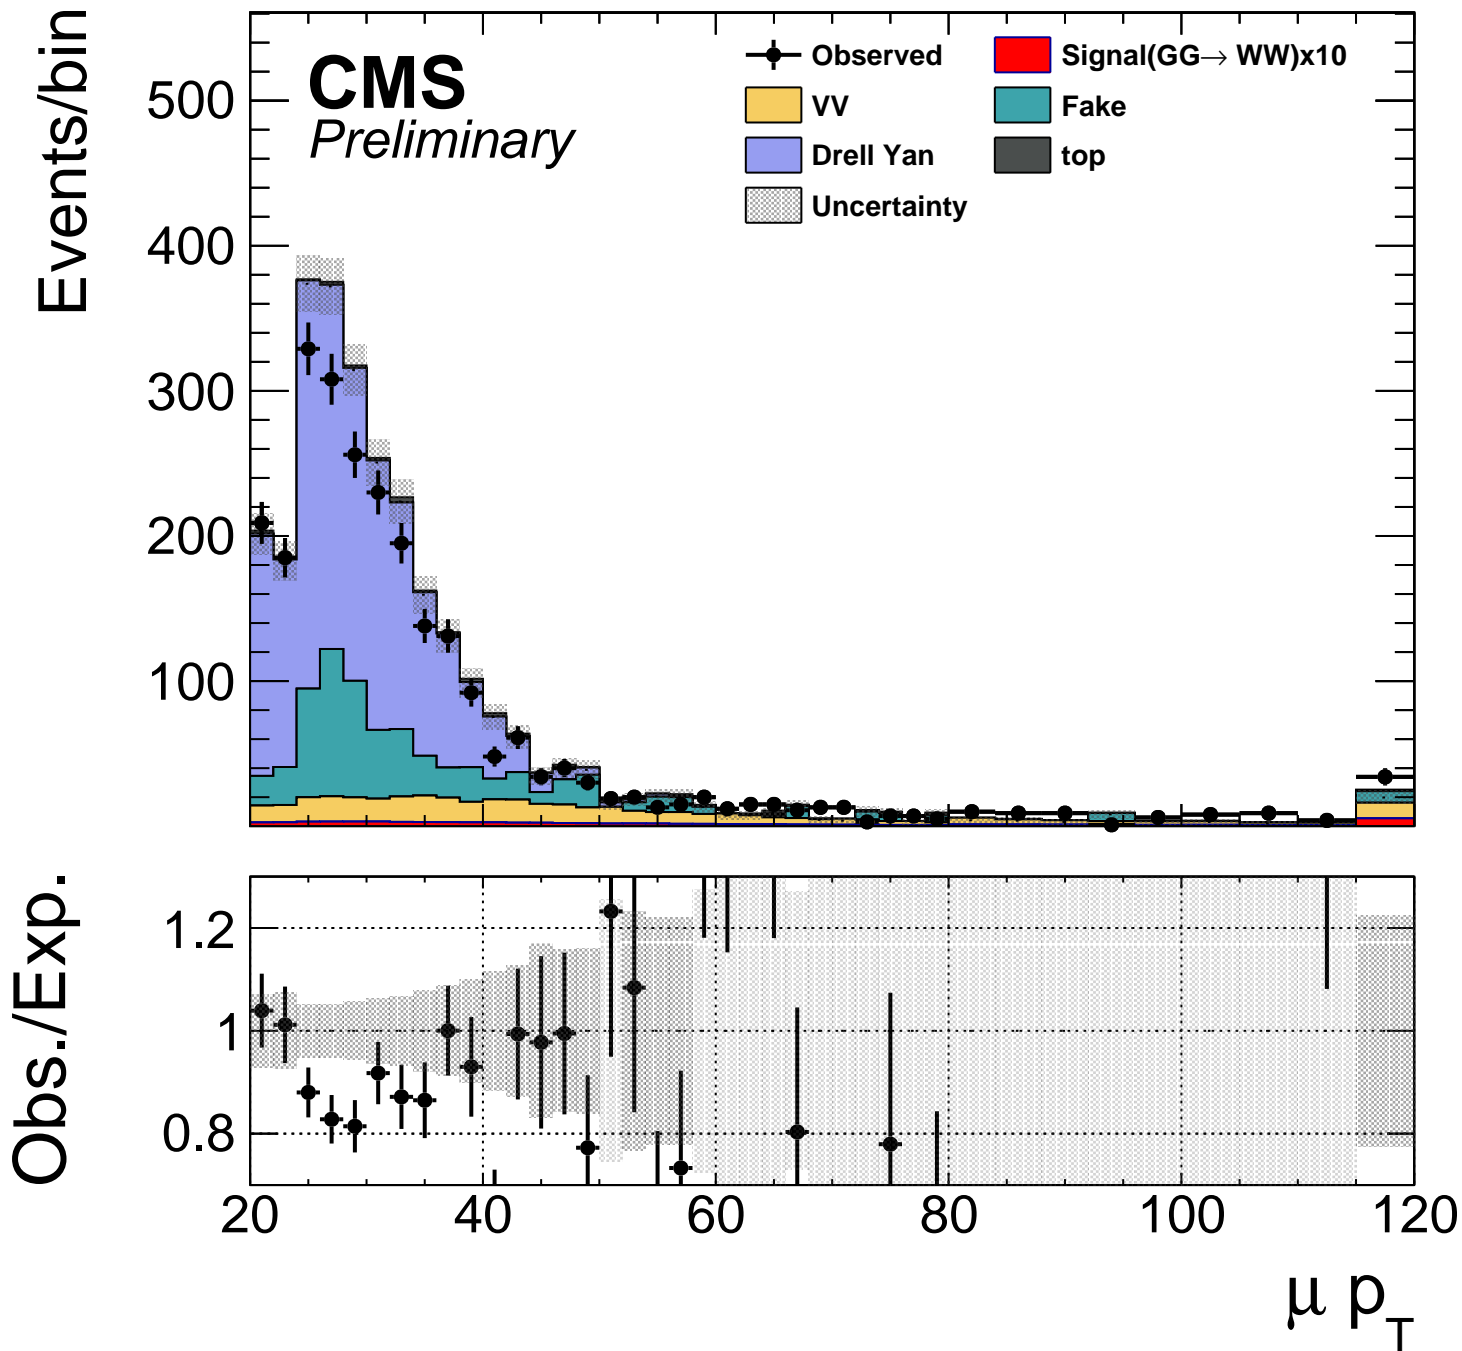 Events/bin
500
400
300
200
100
CMS
Preliminary
Observed
Signal(GG→ WW)x10
VV
Fake
Drell Yan
top
Uncertainty
Obs./Exp.
1.2
1
0.8
20 40 60 80 100 120
μ p_T